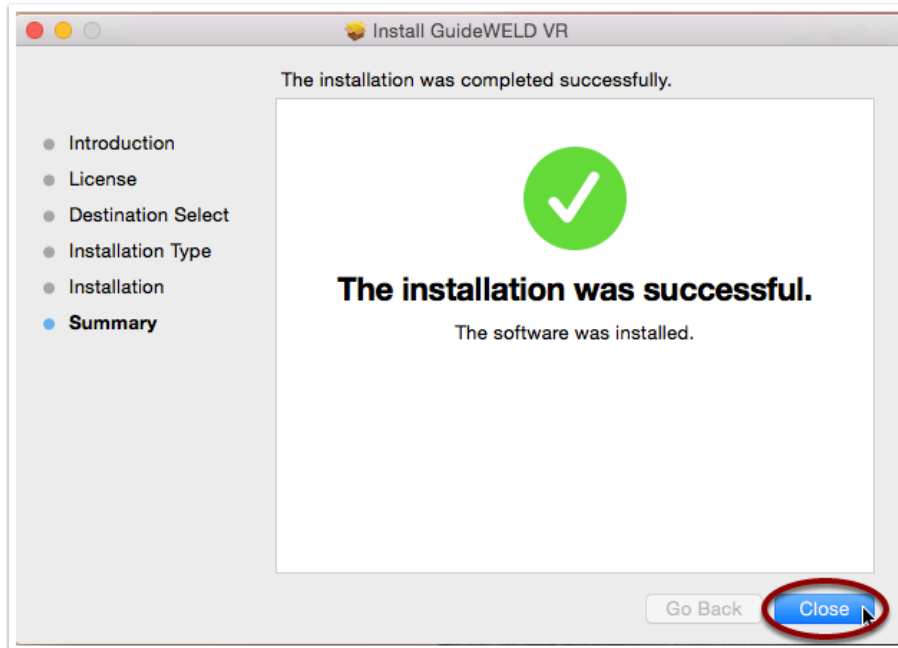 Install GuideWELD VR
The installation was completed successfully.
Introduction
License
Destination Select
Installation Type
Installation
Summary
The installation was successful.
The software was installed.
Go Back
Close